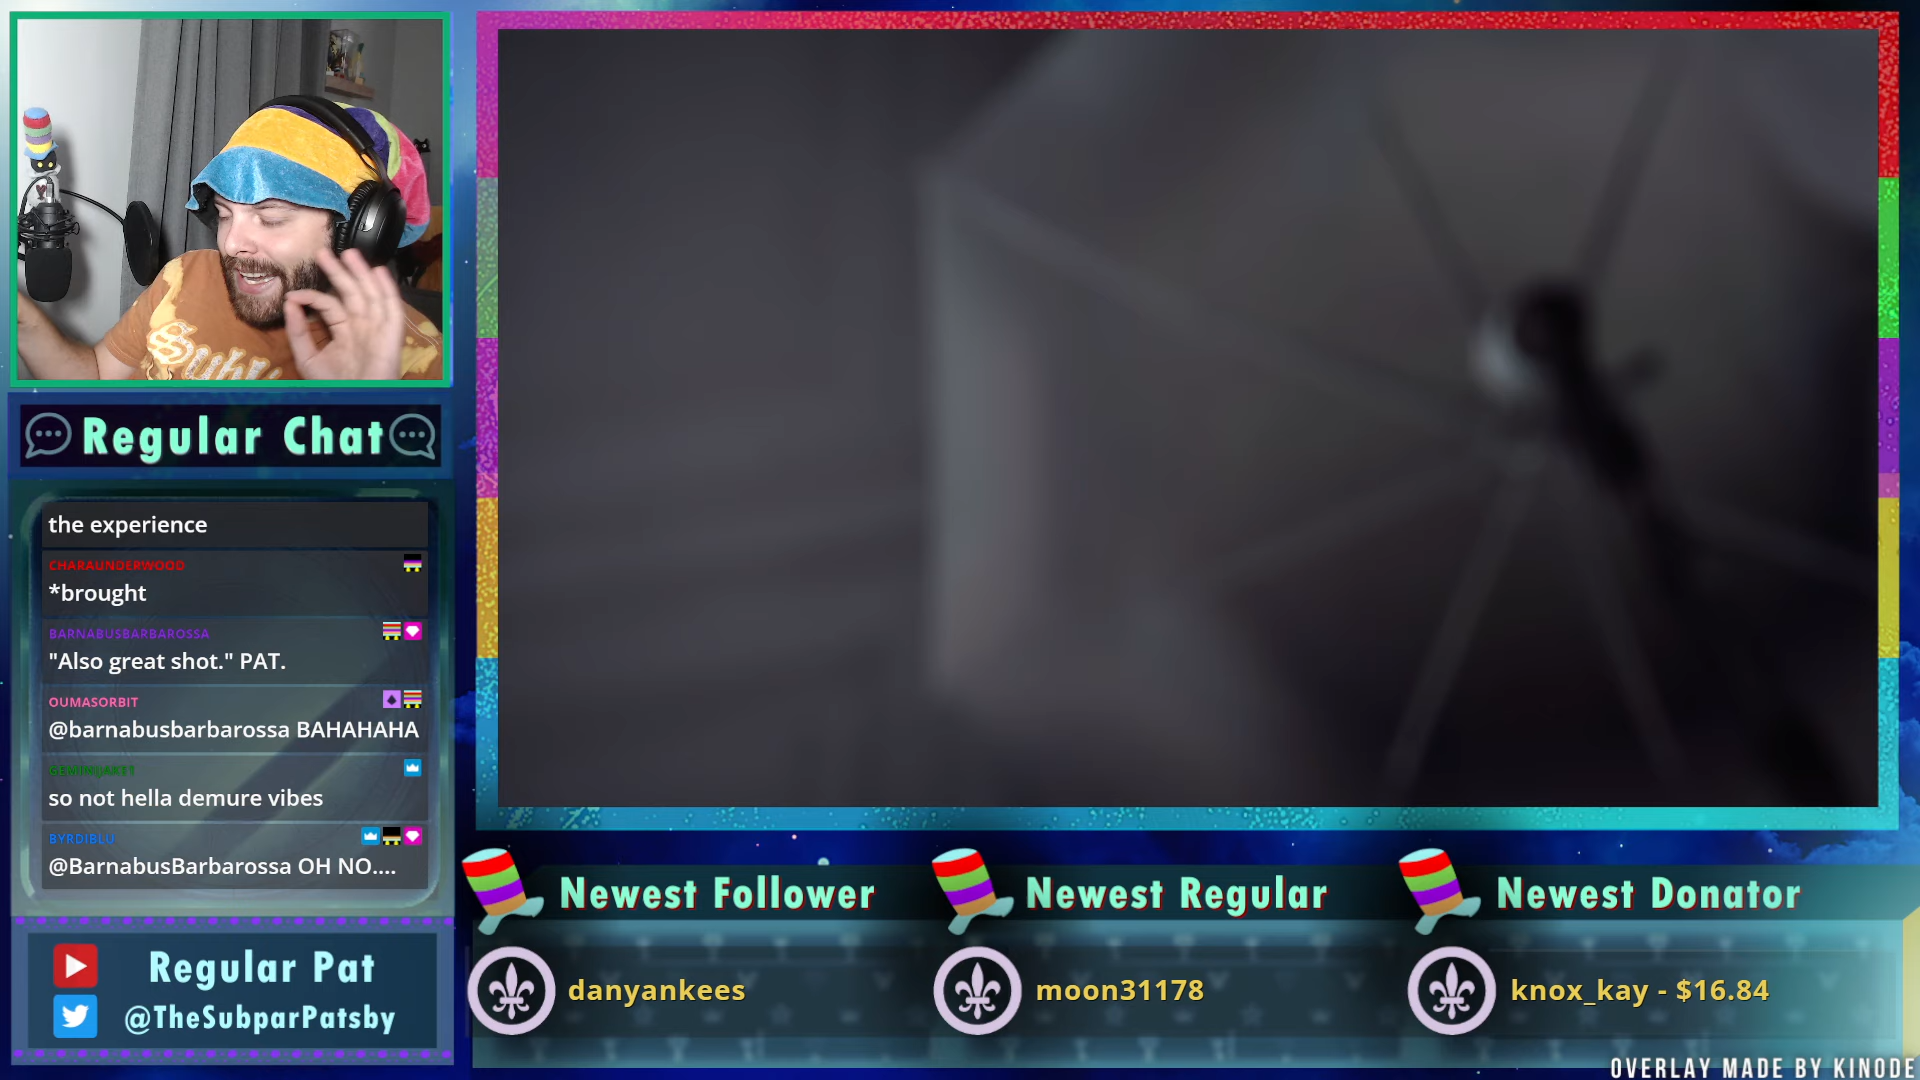 Regular Chat
the experience
CHARAUNDERWOOD
*brought
BARNABUSBARBAROSSA
"Also great shot." PAT.
OUMASORBIT
@barnabusbarbarossa BAHAHAHA
so not hella demure vibes
BYRDIBLU
@BarnabusBarbarossa OH NO....
Regular Pat
@TheSubparPatsby
Newest Follower
danyankees
Newest Regular
moon31178
Newest Donator
knox_kay - $16.84
OVERLAY MADE BY KINODE